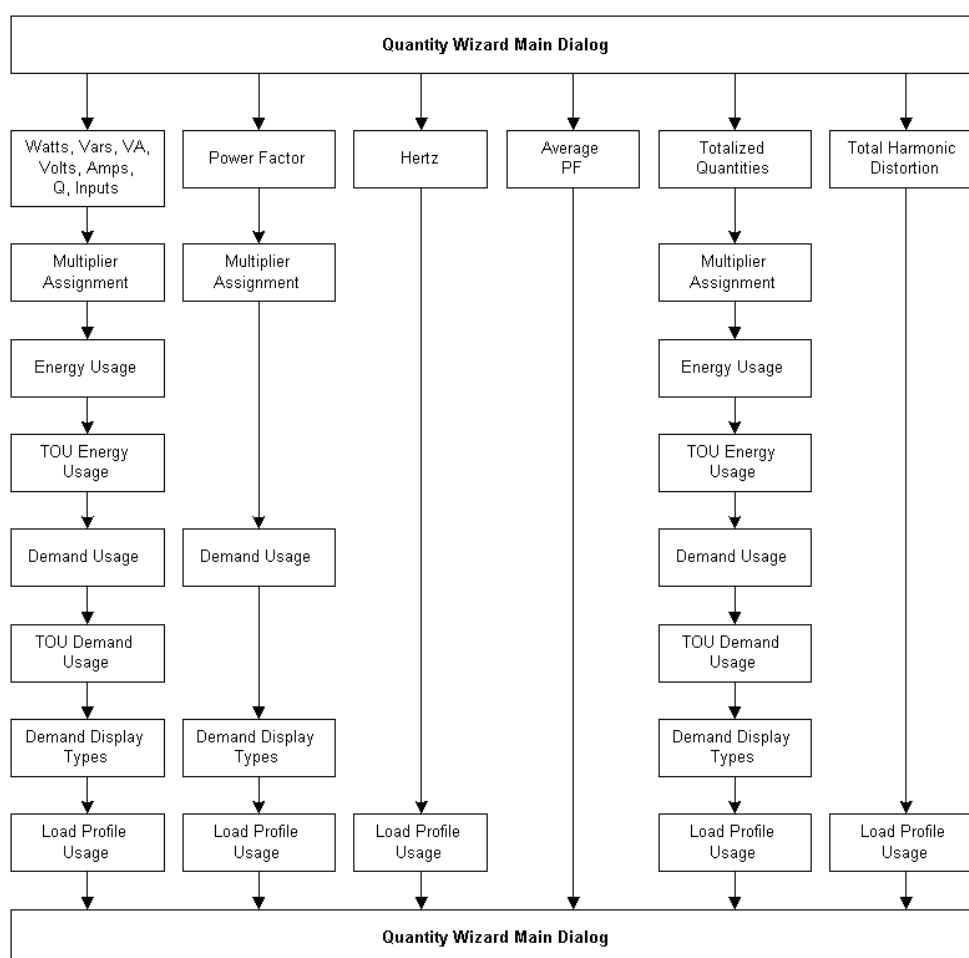 Quantity Wizard Main Dialog
Watts, Vars, VA,
Volts, Amps,
Q, Inputs
Power Factor
Hertz
Average
PF
Totalized
Quantities
Total Harmonic
Distortion
Multiplier
Assignment
Multiplier
Assignment
Multiplier
Assignment
Energy Usage
Energy Usage
TOU Energy
Usage
TOU Energy
Usage
Demand Usage
Demand Usage
Demand Usage
TOU Demand
Usage
TOU Demand
Usage
Demand Display
Types
Demand Display
Types
Demand Display
Types
Load Profile
Usage
Load Profile
Usage
Load Profile
Usage
Load Profile
Usage
Load Profile
Usage
Quantity Wizard Main Dialog